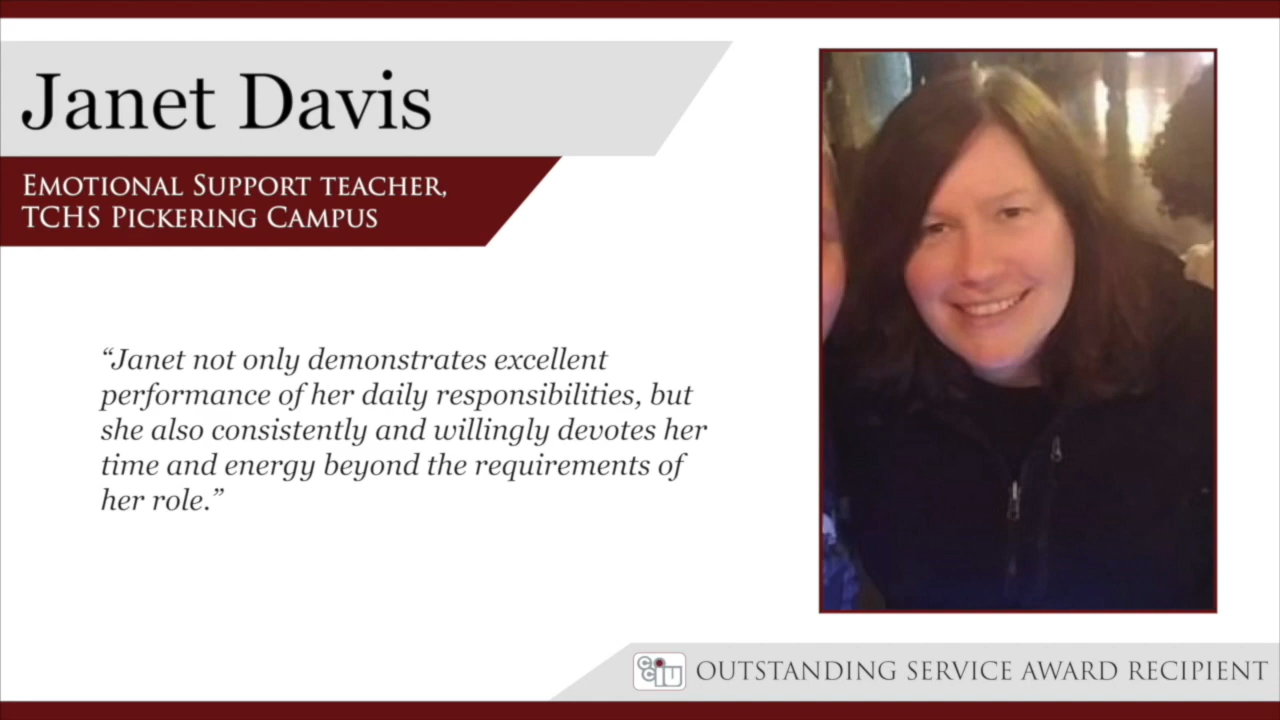 Janet Davis
Emotional Support teacher,
TCHS Pickering Campus
“Janet not only demonstrates excellent
performance of her daily responsibilities, but
she also consistently and willingly devotes her
time and energy beyond the requirements of
her role.”
CCIU
OUTSTANDING SERVICE AWARD RECIPIENT